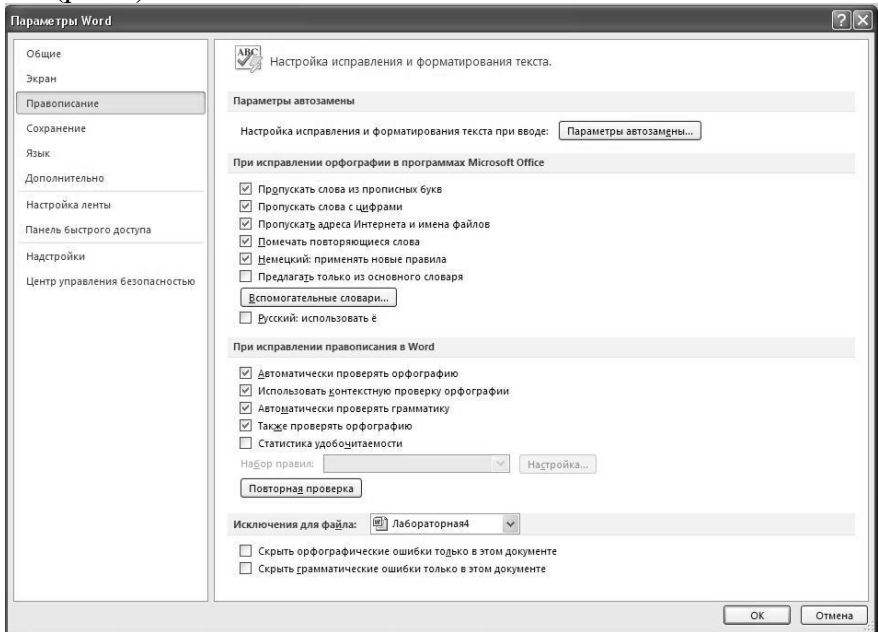 Параметры Word
Общие
Экран
Правописание
Сохранение
Язык
Дополнительно
Настройка ленты
Панель быстрого доступа
Надстройки
Центр управления безопасностью
ABC
Настройка исправления и форматирования текста.
Параметры автозамены
Настройка исправления и форматирования текста при вводе: Параметры автозамены...
При исправлении орфографии в программах Microsoft Office
Пропускать слова из прописных букв
Пропускать слова с цифрами
Пропускать адреса Интернета и имена файлов
Помечать повторяющиеся слова
Немецкий: применять новые правила
Предлагать только из основного словаря
Вспомогательные словари...
Русский: использовать ё
При исправлении правописания в Word
Автоматически проверять орфографию
Использовать контекстную проверку орфографии
Автоматически проверять грамматику
Также проверять орфографию
Статистика удобочитаемости
Набор правил: Настройка...
Повторная проверка
Исключения для файла: Лабораторная4
Скрыть орфографические ошибки только в этом документе
Скрыть грамматические ошибки только в этом документе
ОК Отмена